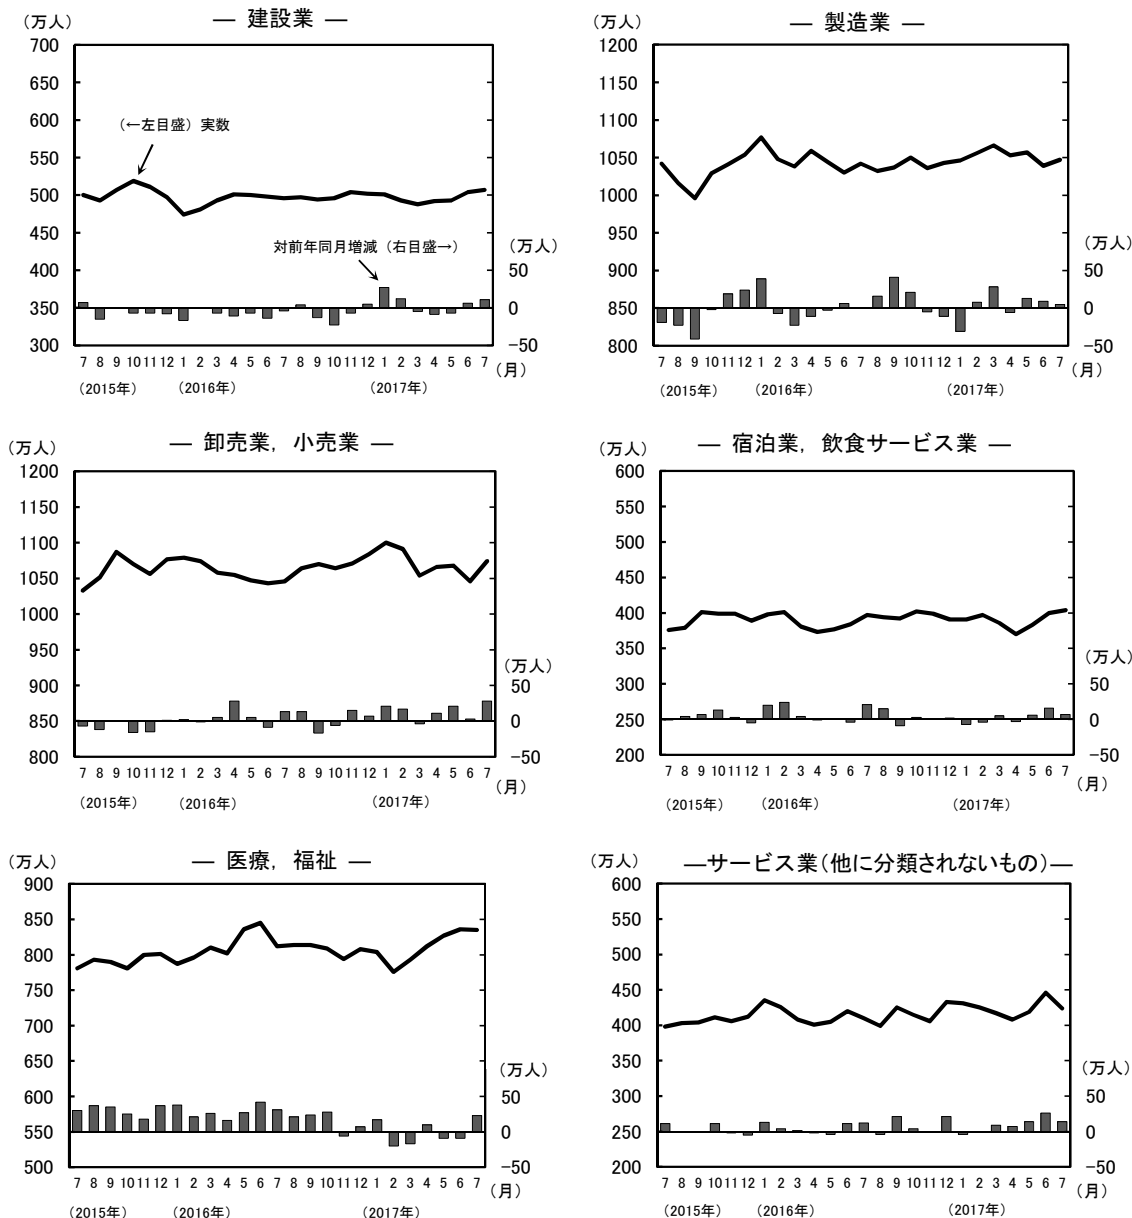 （万人）
― 建設業 ―
700
650
600
550
500
450
400
350
300
（←左目盛）実数
対前年同月増減（右目盛→）
（万人）
50
0
-50
7 8 9 10 11 12 1 2 3 4 5 6 7 8 9 10 11 12 1 2 3 4 5 6 7
（月）
（2015年） （2016年） （2017年）
（万人）
― 製造業 ―
1200
1150
1100
1050
1000
950
900
850
800
（万人）
50
0
-50
7 8 9 10 11 12 1 2 3 4 5 6 7 8 9 10 11 12 1 2 3 4 5 6 7
（月）
（2015年） （2016年） （2017年）
（万人）
― 卸売業，小売業 ―
1200
1150
1100
1050
1000
950
900
850
800
（万人）
50
0
-50
7 8 9 10 11 12 1 2 3 4 5 6 7 8 9 10 11 12 1 2 3 4 5 6 7
（月）
（2015年） （2016年） （2017年）
（万人）
― 宿泊業，飲食サービス業 ―
600
550
500
450
400
350
300
250
200
（万人）
50
0
-50
7 8 9 10 11 12 1 2 3 4 5 6 7 8 9 10 11 12 1 2 3 4 5 6 7
（月）
（2015年） （2016年） （2017年）
（万人）
― 医療，福祉 ―
900
850
800
750
700
650
600
550
500
（万人）
50
0
-50
7 8 9 10 11 12 1 2 3 4 5 6 7 8 9 10 11 12 1 2 3 4 5 6 7
（月）
（2015年） （2016年） （2017年）
（万人）
―サービス業（他に分類されないもの）―
600
550
500
450
400
350
300
250
200
（万人）
50
0
-50
7 8 9 10 11 12 1 2 3 4 5 6 7 8 9 10 11 12 1 2 3 4 5 6 7
（月）
（2015年） （2016年） （2017年）